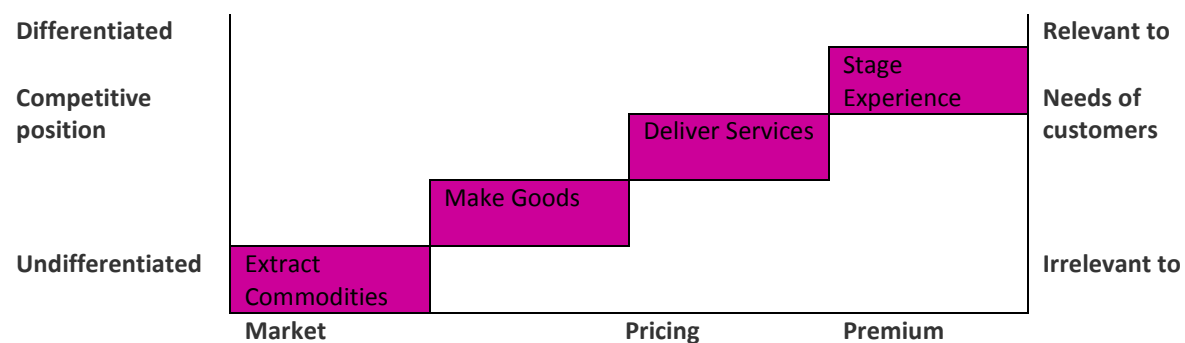 Differentiated
Relevant to
Stage
Experience
Competitive
position
Needs of
customers
Deliver Services
Make Goods
Undifferentiated
Extract
Commodities
Irrelevant to
Market
Pricing
Premium